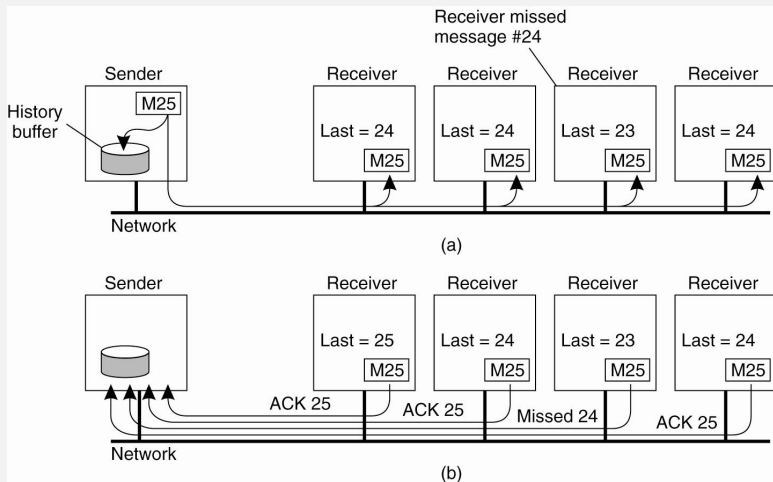 Receiver missed
message #24
Sender
Receiver
Receiver
Receiver
Receiver
History
buffer
M25
Last = 24
Last = 24
Last = 23
Last = 24
M25
M25
M25
M25
Network
(a)
Sender
Receiver
Receiver
Receiver
Receiver
Last = 25
Last = 24
Last = 23
Last = 24
M25
M25
M25
M25
ACK 25
ACK 25
Missed 24
ACK 25
Network
(b)